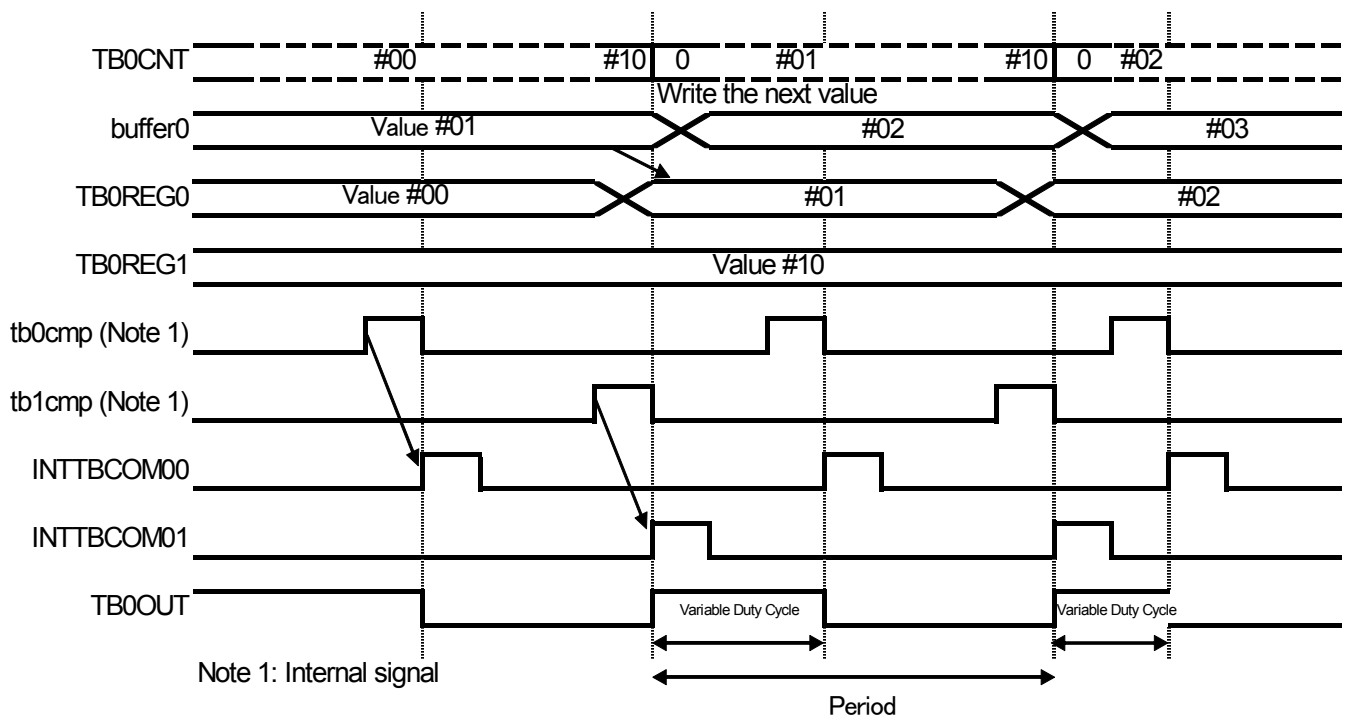 TB0CNT #00 #10 0 #01 #10 0 #02
Write the next value
buffer0 Value #01 #02 #03
TB0REG0 Value #00 #01 #02
TB0REG1 Value #10
tb0cmp (Note 1)
tb1cmp (Note 1)
INTTBCOM00
INTTBCOM01
TB0OUT Variable Duty Cycle Variable Duty Cycle
Note 1: Internal signal
Period